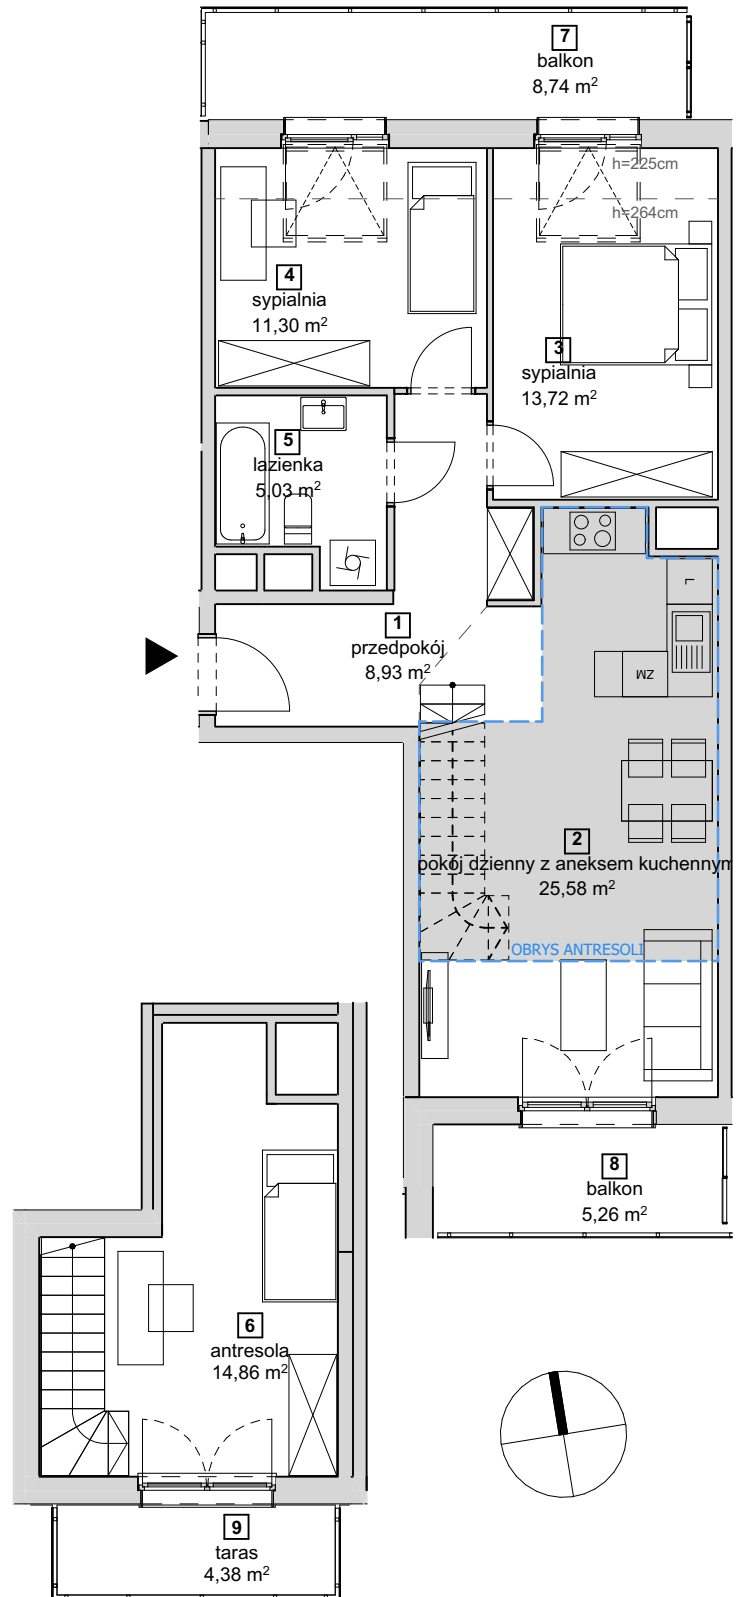 7
balkon
8,74 m²
h=225cm
h=264cm
4
sypialnia
11,30 m²
3
sypialnia
13,72 m²
5
lazienka
5,03 m²
1
przedpokój
8,93 m²
L
ZM
2
pokój dzienny z aneksem kuchennym
25,58 m²
OBRYS ANTRESOLI
8
balkon
5,26 m²
6
antresola
14,86 m²
9
taras
4,38 m²